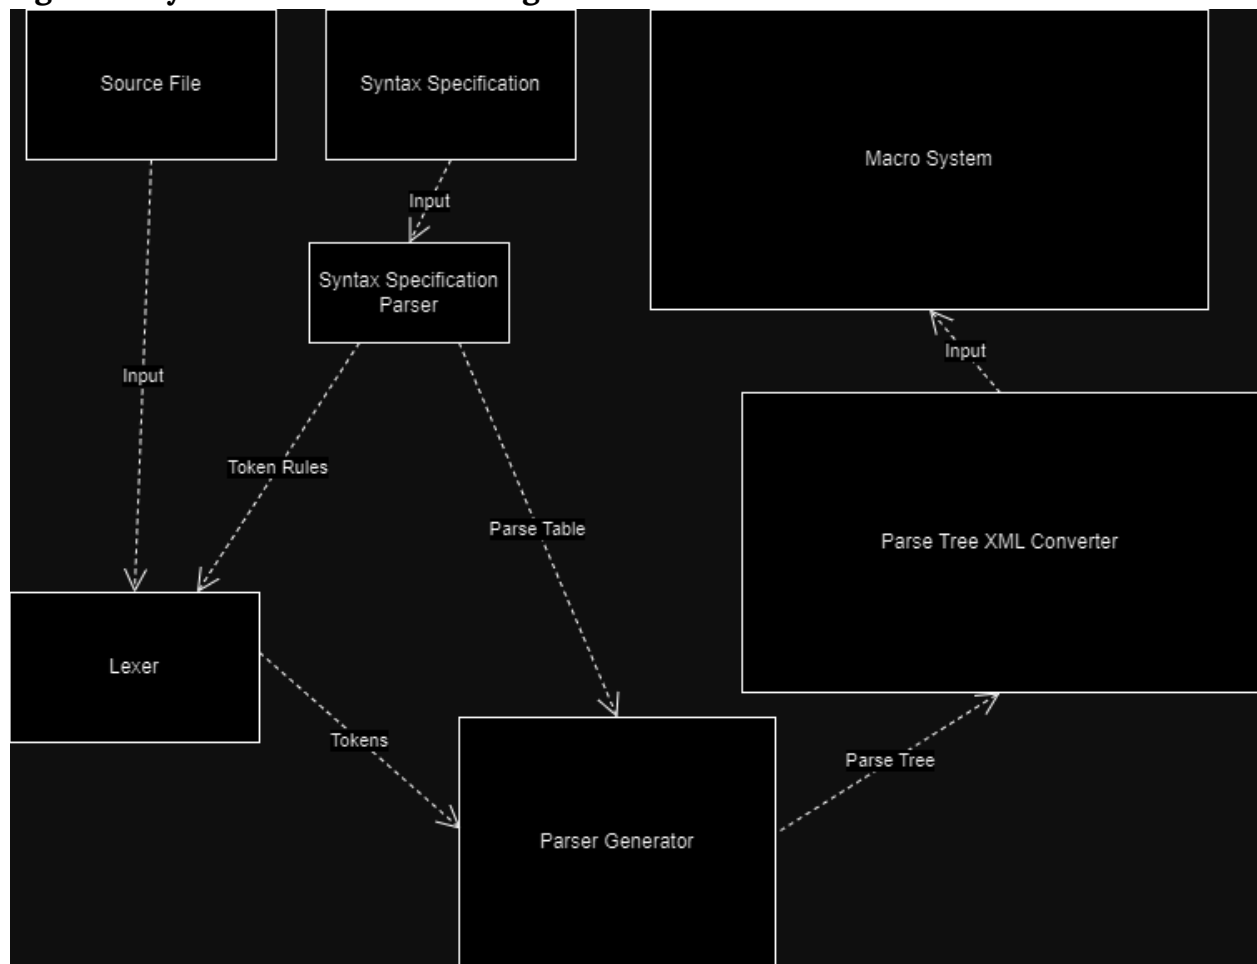 Source File
Syntax Specification
Macro System
Input
Syntax Specification
Parser
Input
Input
Token Rules
Parse Table
Parse Tree XML Converter
Lexer
Tokens
Parse Tree
Parser Generator